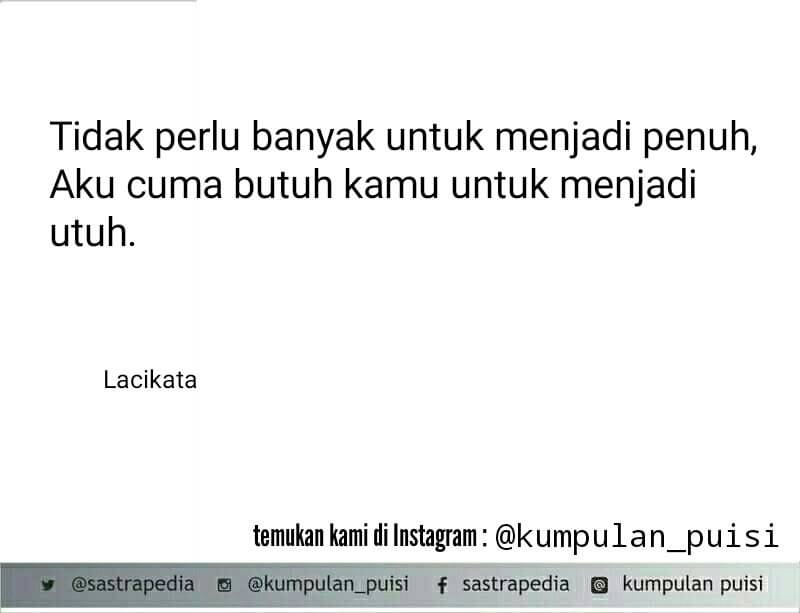 Tidak perlu banyak untuk menjadi penuh,
Aku cuma butuh kamu untuk menjadi
utuh.
Lacikata
temukan kami di Instagram : @kumpulan_puisi
@sastrapedia @kumpulan_puisi sastrapedia kumpulan puisi